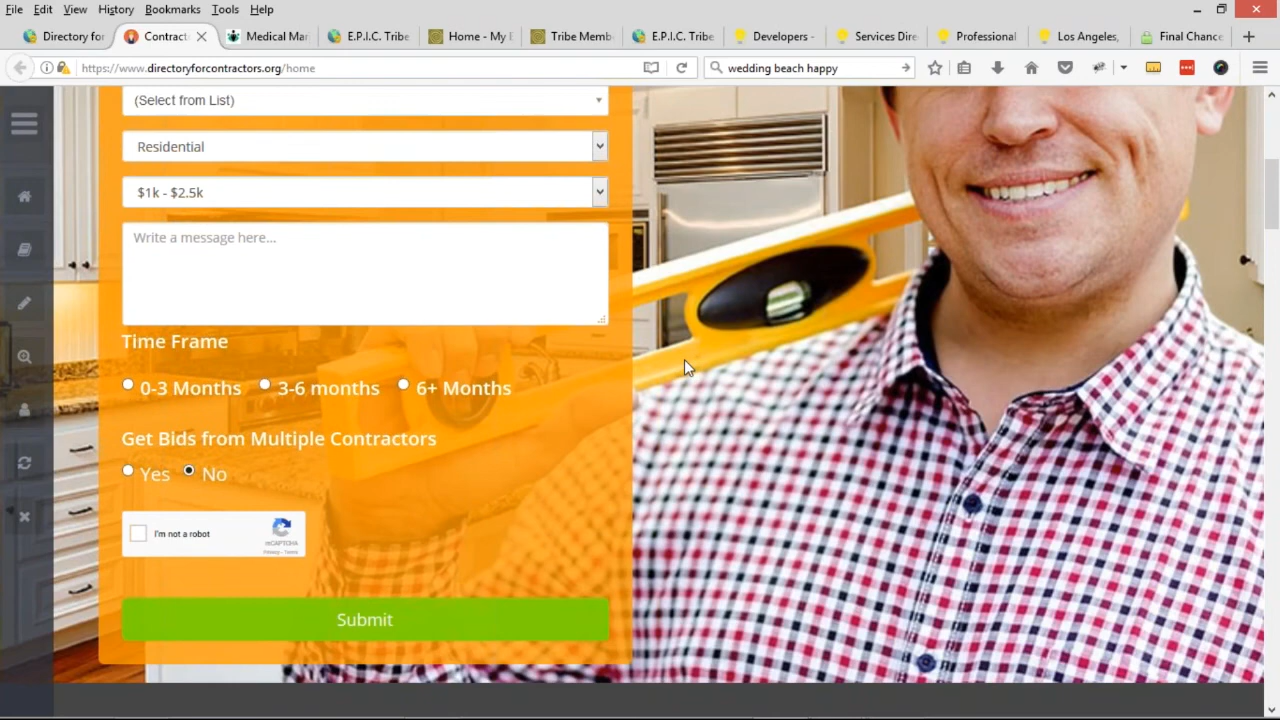 File Edit View History Bookmarks Tools Help
Directory for Contract Medical Mar E.P.I.C. Tribe Home - My E Tribe Memb E.P.I.C. Tribe Developers - Services Dire Professional Los Angeles, Final Chance
https://www.directoryforcontractors.org/home wedding beach happy
(Select from List)
Residential
$1k - $2.5k
Write a message here...
Time Frame
0-3 Months 3-6 months 6+ Months
Get Bids from Multiple Contractors
Yes No
I'm not a robot
reCAPTCHA
Privacy - Terms
Submit